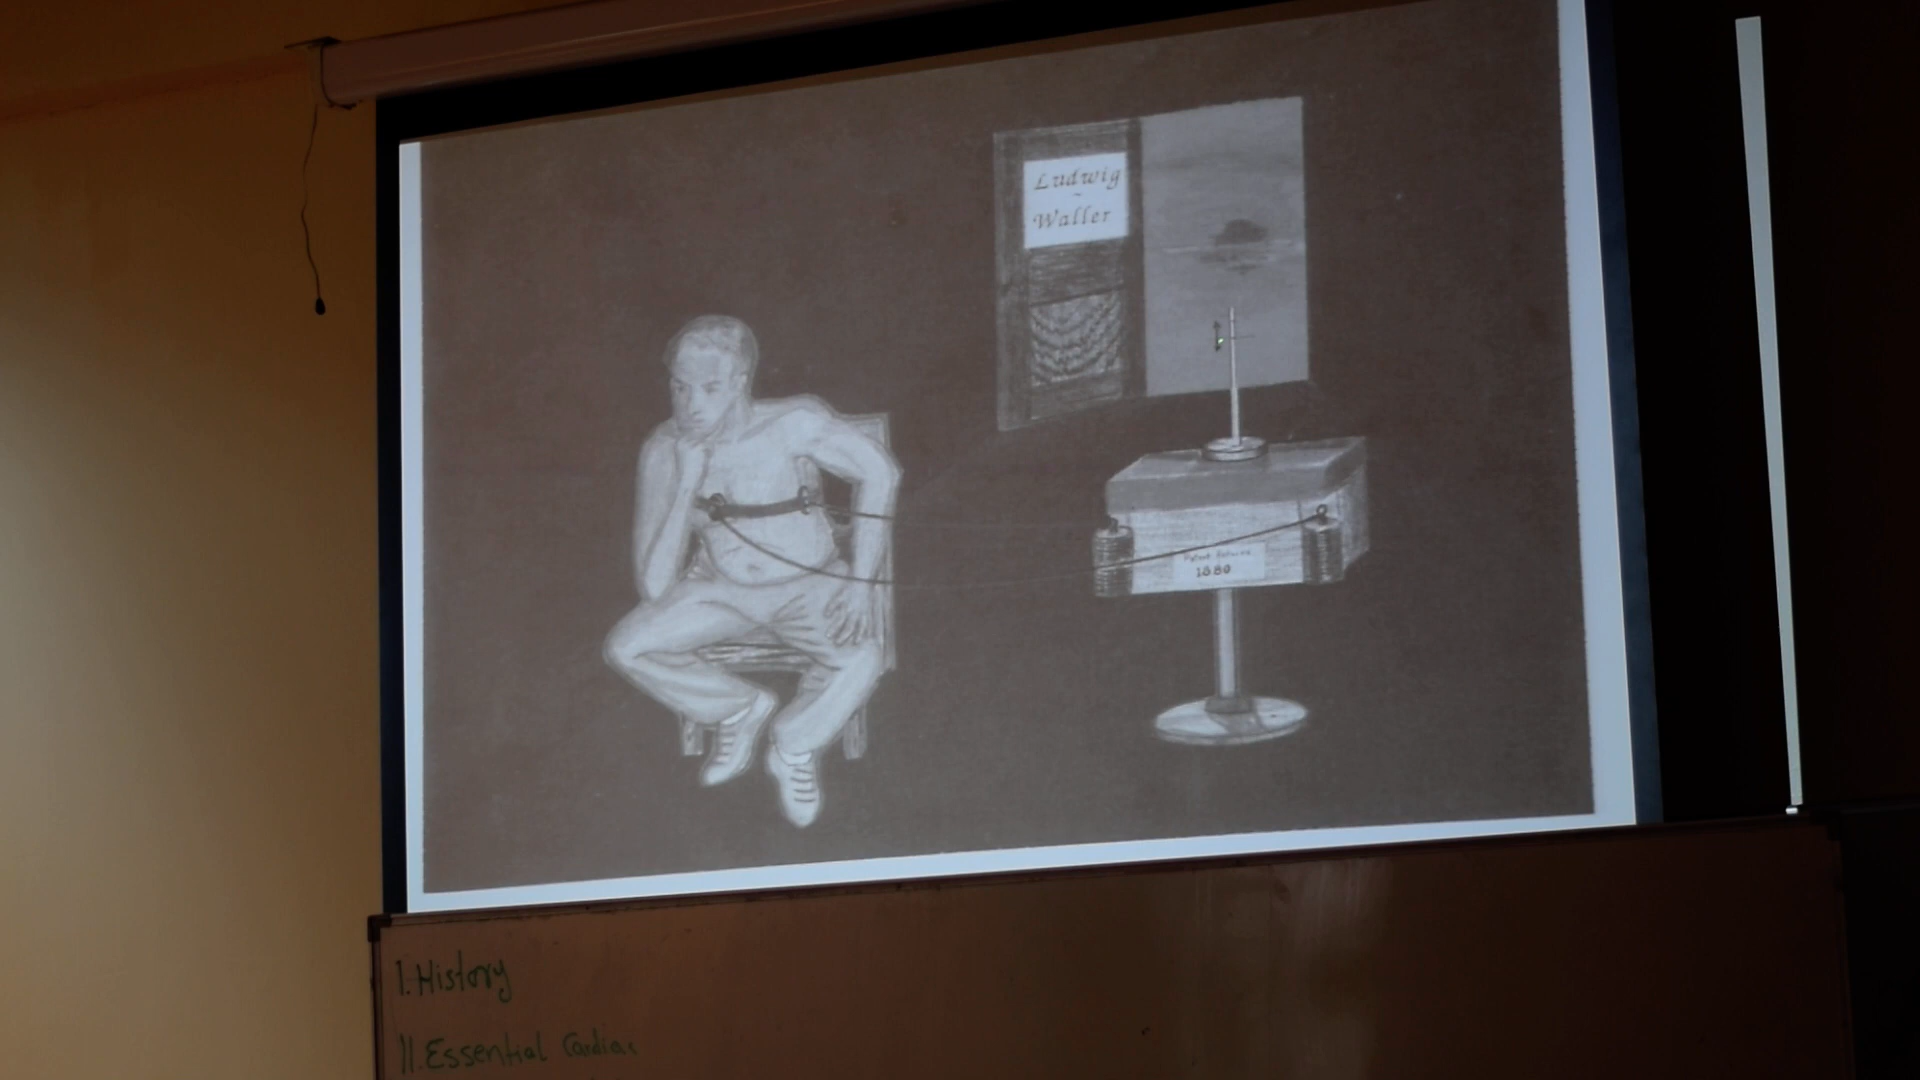 Ludwig
~
Waller
1880
I. History
II. Essential Cardiac